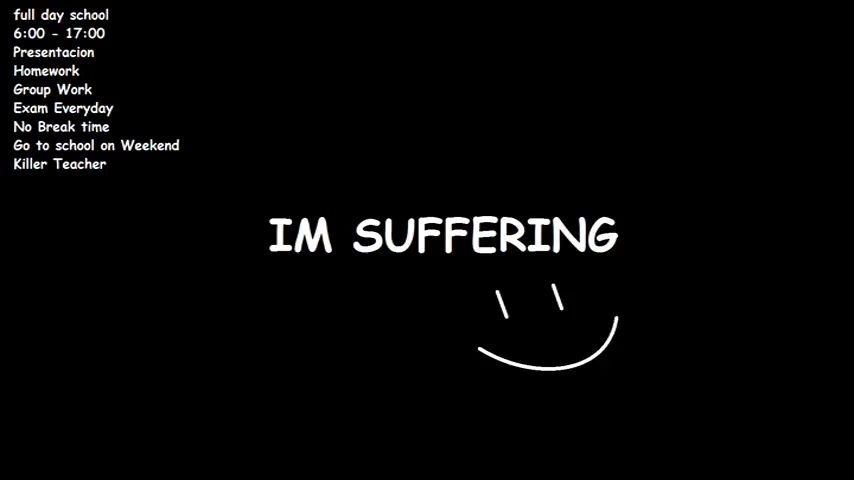 full day school
6:00 - 17:00
Presentacion
Homework
Group Work
Exam Everyday
No Break time
Go to school on Weekend
Killer Teacher
IM SUFFERING